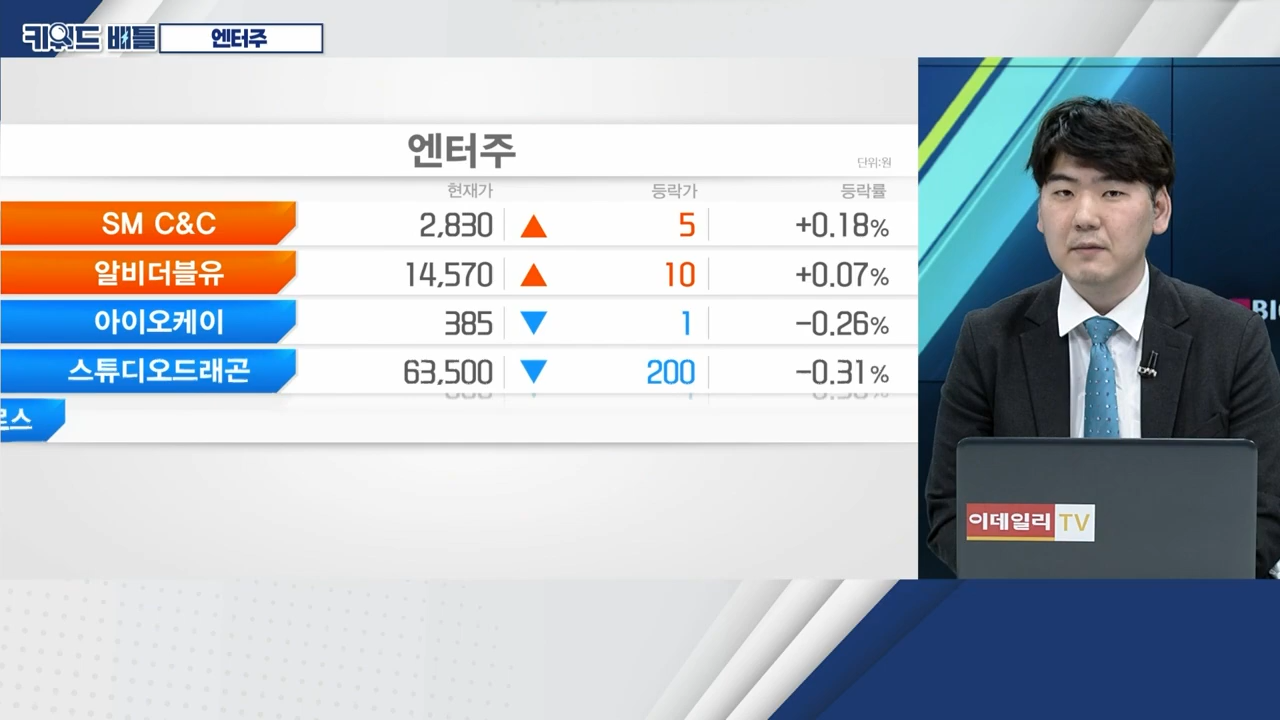 키워드 배틀 엔터주
엔터주
단위:원
현재가 등락가 등락률
SM C&C 2,830 ▲ 5 +0.18%
알비더블유 14,570 ▲ 10 +0.07%
아이오케이 385 ▼ 1 -0.26%
스튜디오드래곤 63,500 ▼ 200 -0.31%
이데일리 TV